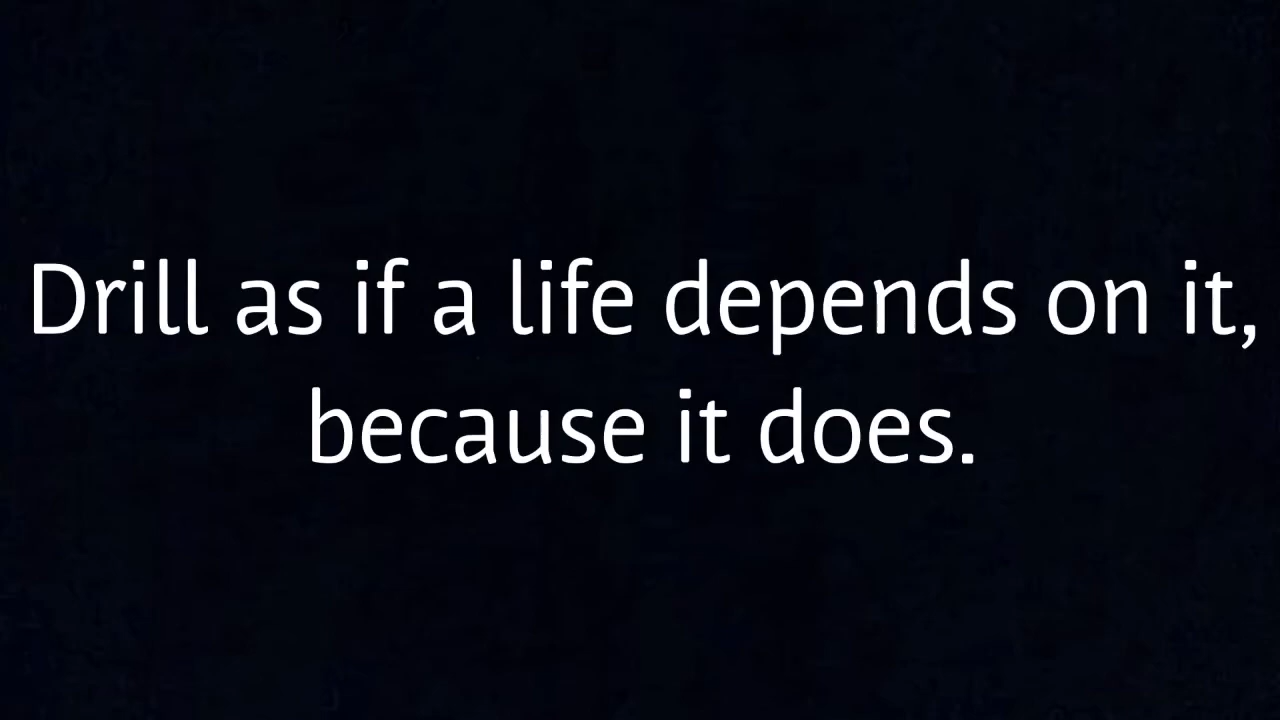 Drill as if a life depends on it,
because it does.